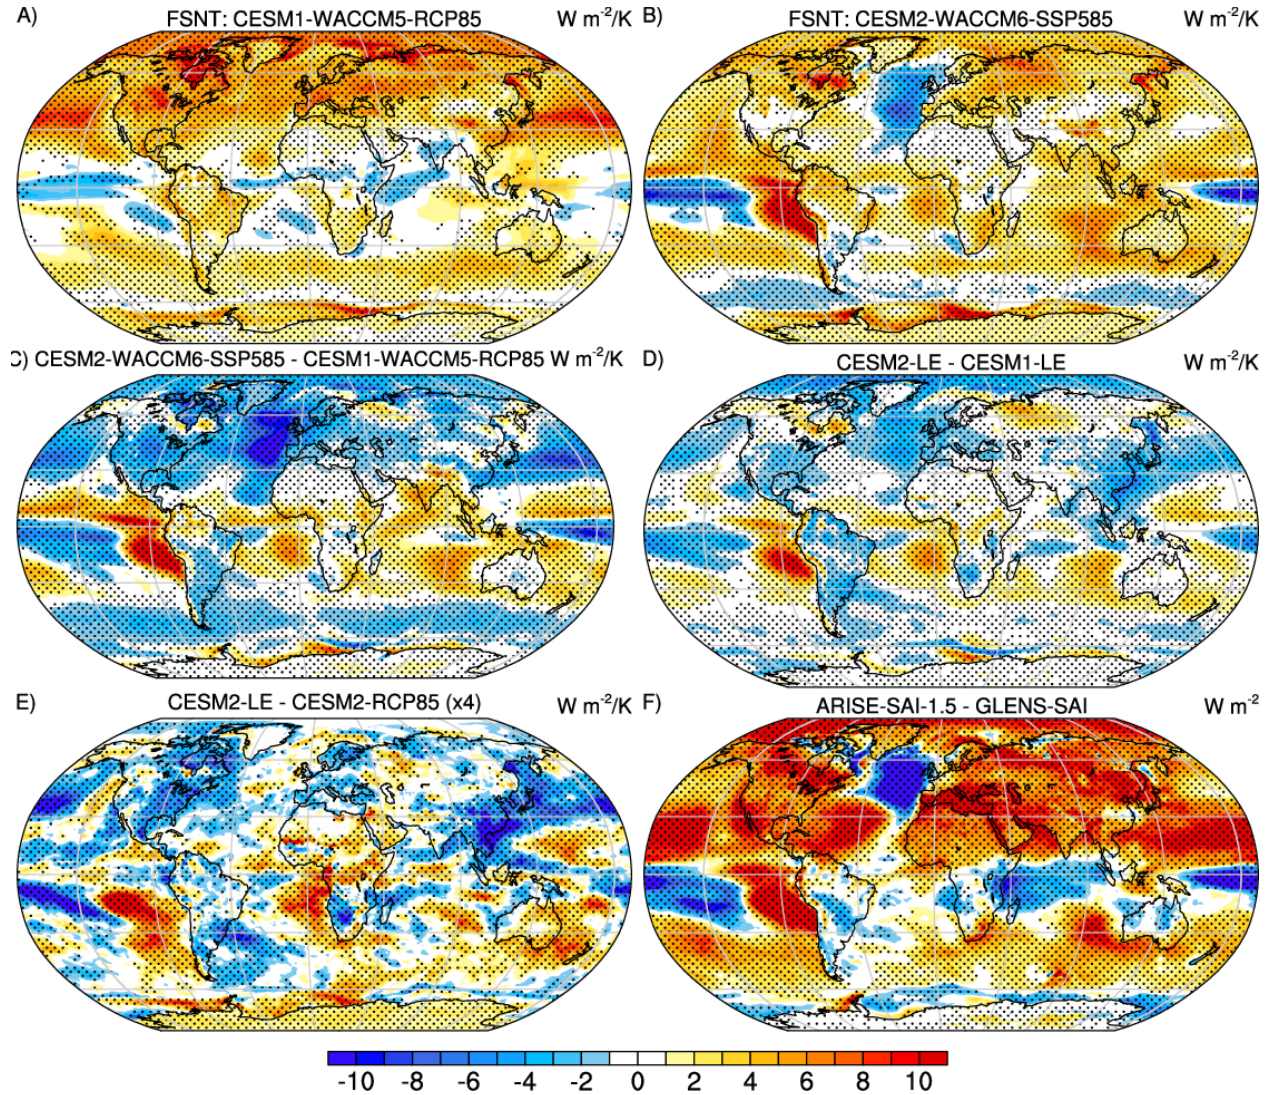 A) FSNT: CESM1-WACCM5-RCP85 W m⁻²/K
B) FSNT: CESM2-WACCM6-SSP585 W m⁻²/K
C) CESM2-WACCM6-SSP585 - CESM1-WACCM5-RCP85 W m⁻²/K
D) CESM2-LE - CESM1-LE W m⁻²/K
E) CESM2-LE - CESM2-RCP85 (x4) W m⁻²/K
F) ARISE-SAI-1.5 - GLENS-SAI W m⁻²
-10 -8 -6 -4 -2 0 2 4 6 8 10